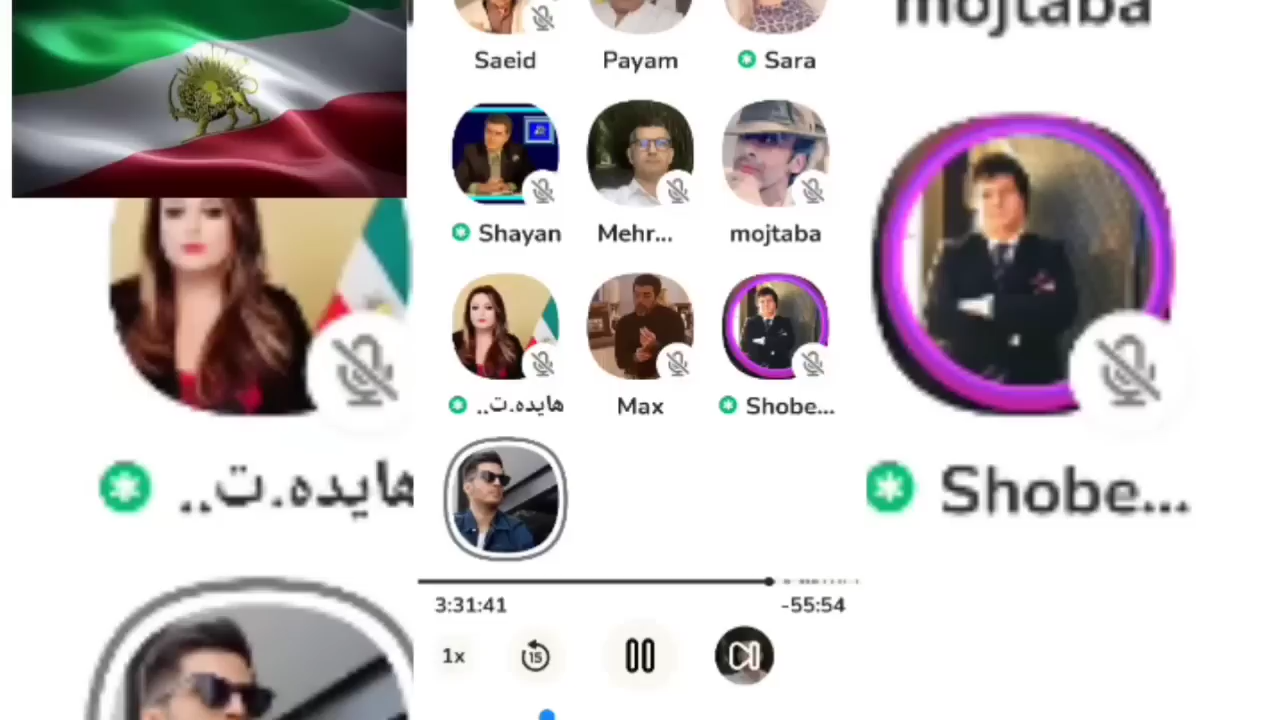 mojtaba
Saeid
Payam
Sara
Shayan
Mehr...
mojtaba
هایده.ت..
Max
Shobe...
هایده.ت..
Shobe...
3:31:41
-55:54
1x
15